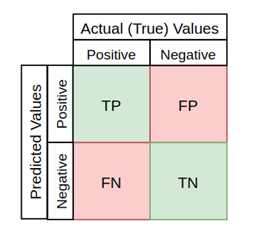 Actual (True) Values
Positive Negative
Predicted Values
Positive
TP FP
Negative
FN TN